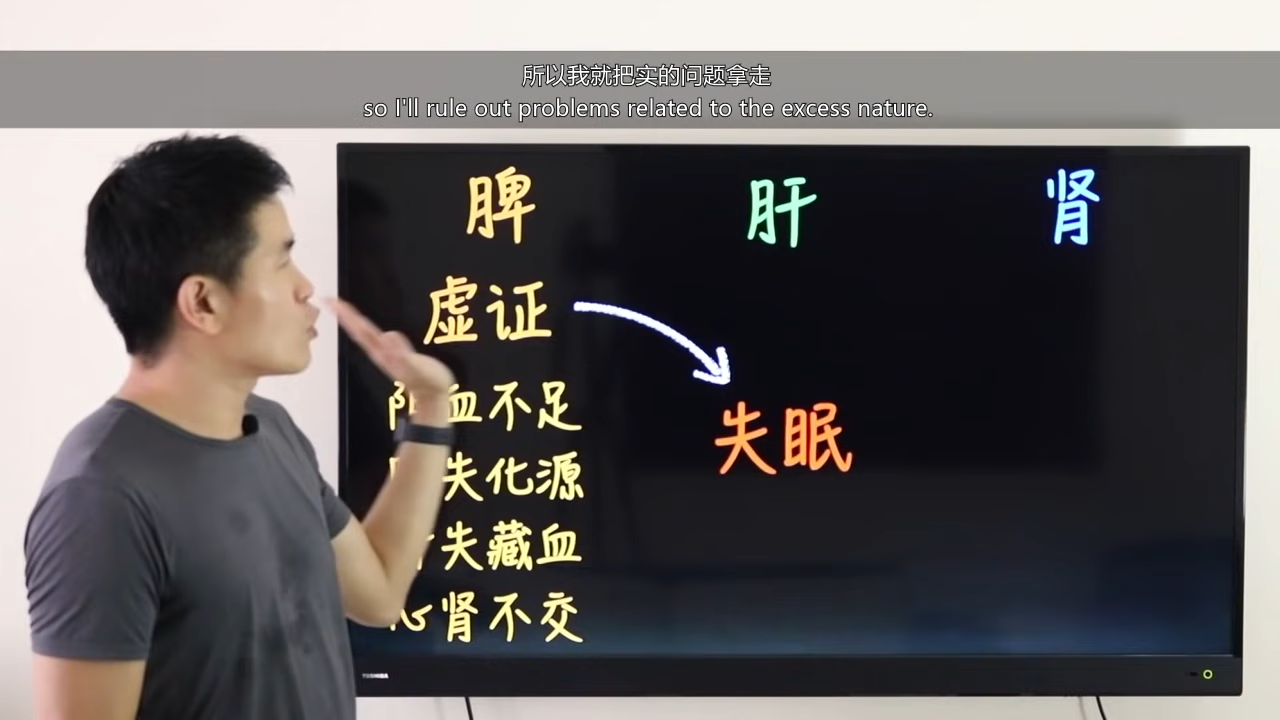 所以我就把实的问题拿走
so I'll rule out problems related to the excess nature.
脾 肝 肾
虚证
血不足
失眠
失化源
失藏血
心肾不交
TOSHIBA